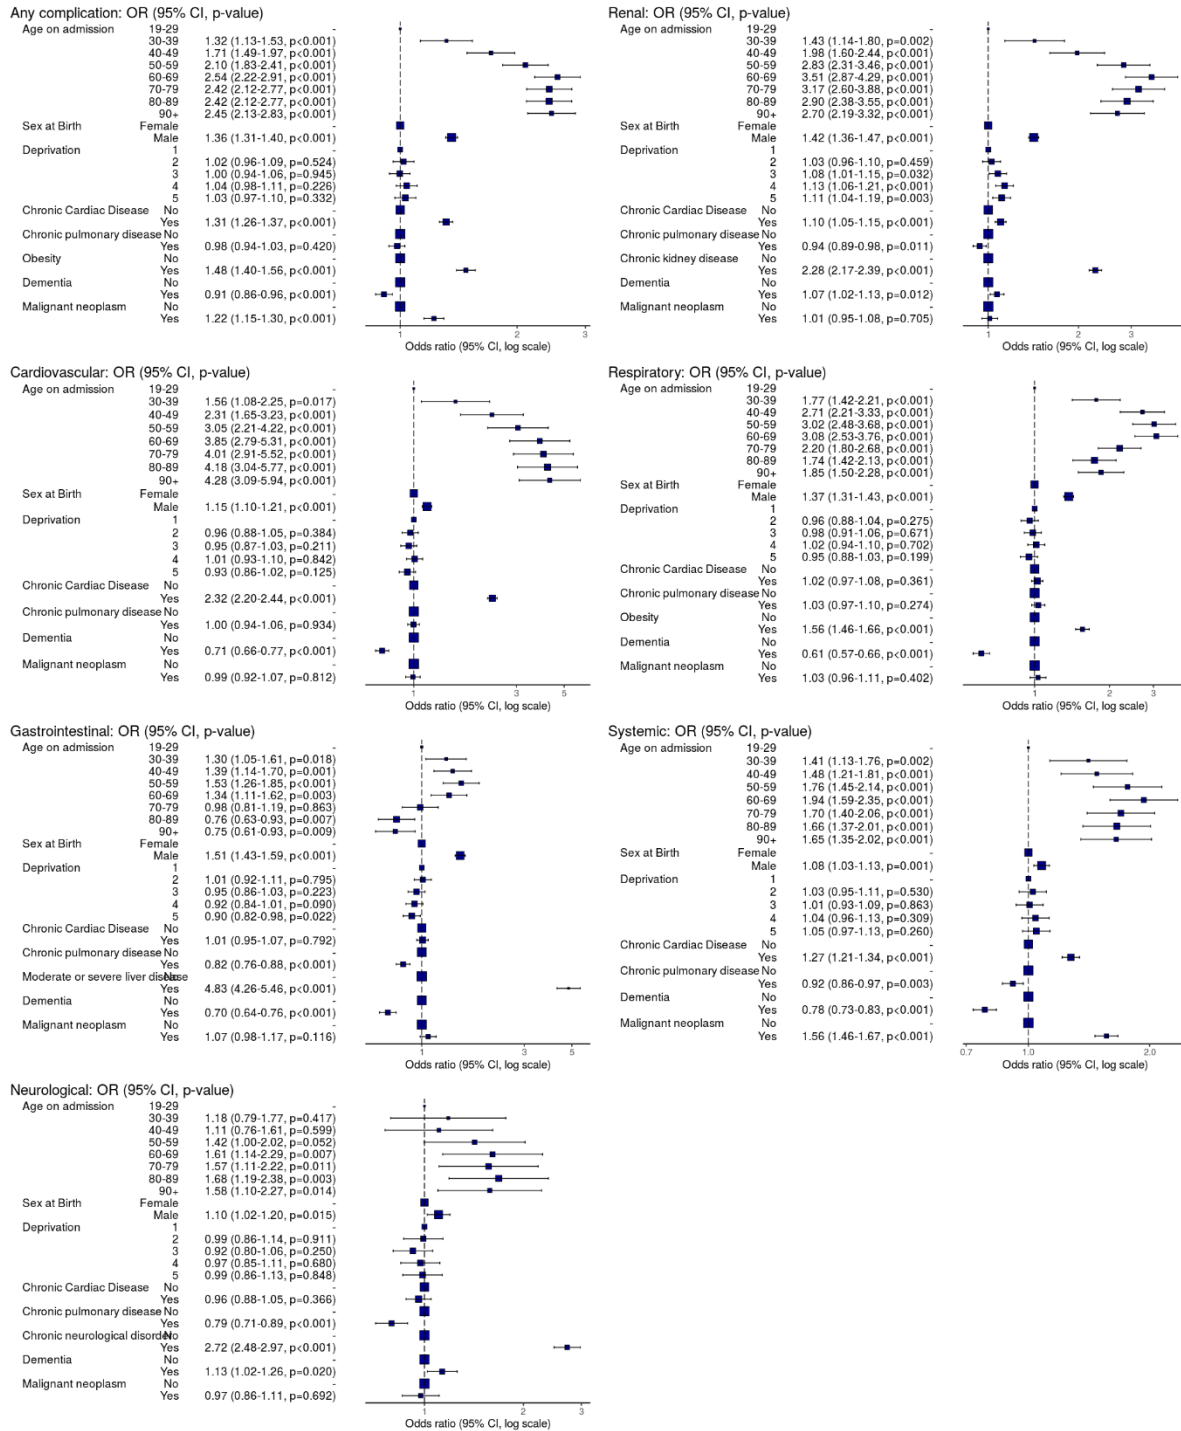 Any complication: OR (95% CI, p-value)
Age on admission 19-29 -
30-39 1.32 (1.13-1.53, p<0.001)
40-49 1.71 (1.49-1.97, p<0.001)
50-59 2.10 (1.83-2.41, p<0.001)
60-69 2.54 (2.22-2.91, p<0.001)
70-79 2.42 (2.12-2.77, p<0.001)
80-89 2.42 (2.12-2.77, p<0.001)
90+ 2.45 (2.13-2.83, p<0.001)
Sex at Birth Female -
Male 1.36 (1.31-1.40, p<0.001)
Deprivation 1 -
2 1.02 (0.96-1.09, p=0.524)
3 1.00 (0.94-1.06, p=0.945)
4 1.04 (0.98-1.11, p=0.226)
5 1.03 (0.97-1.10, p=0.332)
Chronic Cardiac Disease No -
Yes 1.31 (1.26-1.37, p<0.001)
Chronic pulmonary disease No -
Yes 0.98 (0.94-1.03, p=0.420)
Obesity No -
Yes 1.48 (1.40-1.56, p<0.001)
Dementia No -
Yes 0.91 (0.86-0.96, p<0.001)
Malignant neoplasm No -
Yes 1.22 (1.15-1.30, p<0.001)
1 2 3
Odds ratio (95% CI, log scale)
Renal: OR (95% CI, p-value)
Age on admission 19-29 -
30-39 1.43 (1.14-1.80, p=0.002)
40-49 1.98 (1.60-2.44, p<0.001)
50-59 2.83 (2.31-3.46, p<0.001)
60-69 3.51 (2.87-4.29, p<0.001)
70-79 3.17 (2.60-3.88, p<0.001)
80-89 2.90 (2.38-3.55, p<0.001)
90+ 2.70 (2.19-3.32, p<0.001)
Sex at Birth Female -
Male 1.42 (1.36-1.47, p<0.001)
Deprivation 1 -
2 1.03 (0.96-1.10, p=0.459)
3 1.08 (1.01-1.15, p=0.032)
4 1.13 (1.06-1.21, p<0.001)
5 1.11 (1.04-1.19, p=0.003)
Chronic Cardiac Disease No -
Yes 1.10 (1.05-1.15, p<0.001)
Chronic pulmonary disease No -
Yes 0.94 (0.89-0.98, p=0.011)
Chronic kidney disease No -
Yes 2.28 (2.17-2.39, p<0.001)
Dementia No -
Yes 1.07 (1.02-1.13, p=0.012)
Malignant neoplasm No -
Yes 1.01 (0.95-1.08, p=0.705)
1 2 3
Odds ratio (95% CI, log scale)
Cardiovascular: OR (95% CI, p-value)
Age on admission 19-29 -
30-39 1.56 (1.08-2.25, p=0.017)
40-49 2.31 (1.65-3.23, p<0.001)
50-59 3.05 (2.21-4.22, p<0.001)
60-69 3.85 (2.79-5.31, p<0.001)
70-79 4.01 (2.91-5.52, p<0.001)
80-89 4.18 (3.04-5.77, p<0.001)
90+ 4.28 (3.09-5.94, p<0.001)
Sex at Birth Female -
Male 1.15 (1.10-1.21, p<0.001)
Deprivation 1 -
2 0.96 (0.88-1.05, p=0.384)
3 0.95 (0.87-1.03, p=0.211)
4 1.01 (0.93-1.10, p=0.842)
5 0.93 (0.86-1.02, p=0.125)
Chronic Cardiac Disease No -
Yes 2.32 (2.20-2.44, p<0.001)
Chronic pulmonary disease No -
Yes 1.00 (0.94-1.06, p=0.934)
Dementia No -
Yes 0.71 (0.66-0.77, p<0.001)
Malignant neoplasm No -
Yes 0.99 (0.92-1.07, p=0.812)
1 3 5
Odds ratio (95% CI, log scale)
Respiratory: OR (95% CI, p-value)
Age on admission 19-29 -
30-39 1.77 (1.42-2.21, p<0.001)
40-49 2.71 (2.21-3.33, p<0.001)
50-59 3.02 (2.48-3.68, p<0.001)
60-69 3.08 (2.53-3.76, p<0.001)
70-79 2.20 (1.80-2.68, p<0.001)
80-89 1.74 (1.42-2.13, p<0.001)
90+ 1.85 (1.50-2.28, p<0.001)
Sex at Birth Female -
Male 1.37 (1.31-1.43, p<0.001)
Deprivation 1 -
2 0.96 (0.88-1.04, p=0.275)
3 0.98 (0.91-1.06, p=0.671)
4 1.02 (0.94-1.10, p=0.702)
5 0.95 (0.88-1.03, p=0.199)
Chronic Cardiac Disease No -
Yes 1.02 (0.97-1.08, p=0.361)
Chronic pulmonary disease No -
Yes 1.03 (0.97-1.10, p=0.274)
Obesity No -
Yes 1.56 (1.46-1.66, p<0.001)
Dementia No -
Yes 0.61 (0.57-0.66, p<0.001)
Malignant neoplasm No -
Yes 1.03 (0.96-1.11, p=0.402)
1 2 3
Odds ratio (95% CI, log scale)
Gastrointestinal: OR (95% CI, p-value)
Age on admission 19-29 -
30-39 1.30 (1.05-1.61, p=0.018)
40-49 1.39 (1.14-1.70, p=0.001)
50-59 1.53 (1.26-1.85, p<0.001)
60-69 1.34 (1.11-1.62, p=0.003)
70-79 0.98 (0.81-1.19, p=0.863)
80-89 0.76 (0.63-0.93, p=0.007)
90+ 0.75 (0.61-0.93, p=0.009)
Sex at Birth Female -
Male 1.51 (1.43-1.59, p<0.001)
Deprivation 1 -
2 1.01 (0.92-1.11, p=0.795)
3 0.95 (0.86-1.03, p=0.223)
4 0.92 (0.84-1.01, p=0.090)
5 0.90 (0.82-0.98, p=0.022)
Chronic Cardiac Disease No -
Yes 1.01 (0.95-1.07, p=0.792)
Chronic pulmonary disease No -
Yes 0.82 (0.76-0.88, p<0.001)
Moderate or severe liver disease No -
Yes 4.83 (4.26-5.46, p<0.001)
Dementia No -
Yes 0.70 (0.64-0.76, p<0.001)
Malignant neoplasm No -
Yes 1.07 (0.98-1.17, p=0.116)
1 3 5
Odds ratio (95% CI, log scale)
Systemic: OR (95% CI, p-value)
Age on admission 19-29 -
30-39 1.41 (1.13-1.76, p=0.002)
40-49 1.48 (1.21-1.81, p<0.001)
50-59 1.76 (1.45-2.14, p<0.001)
60-69 1.94 (1.59-2.35, p<0.001)
70-79 1.70 (1.40-2.06, p<0.001)
80-89 1.66 (1.37-2.01, p<0.001)
90+ 1.65 (1.35-2.02, p<0.001)
Sex at Birth Female -
Male 1.08 (1.03-1.13, p=0.001)
Deprivation 1 -
2 1.03 (0.95-1.11, p=0.530)
3 1.01 (0.93-1.09, p=0.863)
4 1.04 (0.96-1.13, p=0.309)
5 1.05 (0.97-1.13, p=0.260)
Chronic Cardiac Disease No -
Yes 1.27 (1.21-1.34, p<0.001)
Chronic pulmonary disease No -
Yes 0.92 (0.86-0.97, p=0.003)
Dementia No -
Yes 0.78 (0.73-0.83, p<0.001)
Malignant neoplasm No -
Yes 1.56 (1.46-1.67, p<0.001)
0.7 1.0 2.0
Odds ratio (95% CI, log scale)
Neurological: OR (95% CI, p-value)
Age on admission 19-29 -
30-39 1.18 (0.79-1.77, p=0.417)
40-49 1.11 (0.76-1.61, p=0.599)
50-59 1.42 (1.00-2.02, p=0.052)
60-69 1.61 (1.14-2.29, p=0.007)
70-79 1.57 (1.11-2.22, p=0.011)
80-89 1.68 (1.19-2.38, p=0.003)
90+ 1.58 (1.10-2.27, p=0.014)
Sex at Birth Female -
Male 1.10 (1.02-1.20, p=0.015)
Deprivation 1 -
2 0.99 (0.86-1.14, p=0.911)
3 0.92 (0.80-1.06, p=0.250)
4 0.97 (0.85-1.11, p=0.680)
5 0.99 (0.86-1.13, p=0.848)
Chronic Cardiac Disease No -
Yes 0.96 (0.88-1.05, p=0.366)
Chronic pulmonary disease No -
Yes 0.79 (0.71-0.89, p<0.001)
Chronic neurological disorder No -
Yes 2.72 (2.48-2.97, p<0.001)
Dementia No -
Yes 1.13 (1.02-1.26, p=0.020)
Malignant neoplasm No -
Yes 0.97 (0.86-1.11, p=0.692)
1 2 3
Odds ratio (95% CI, log scale)